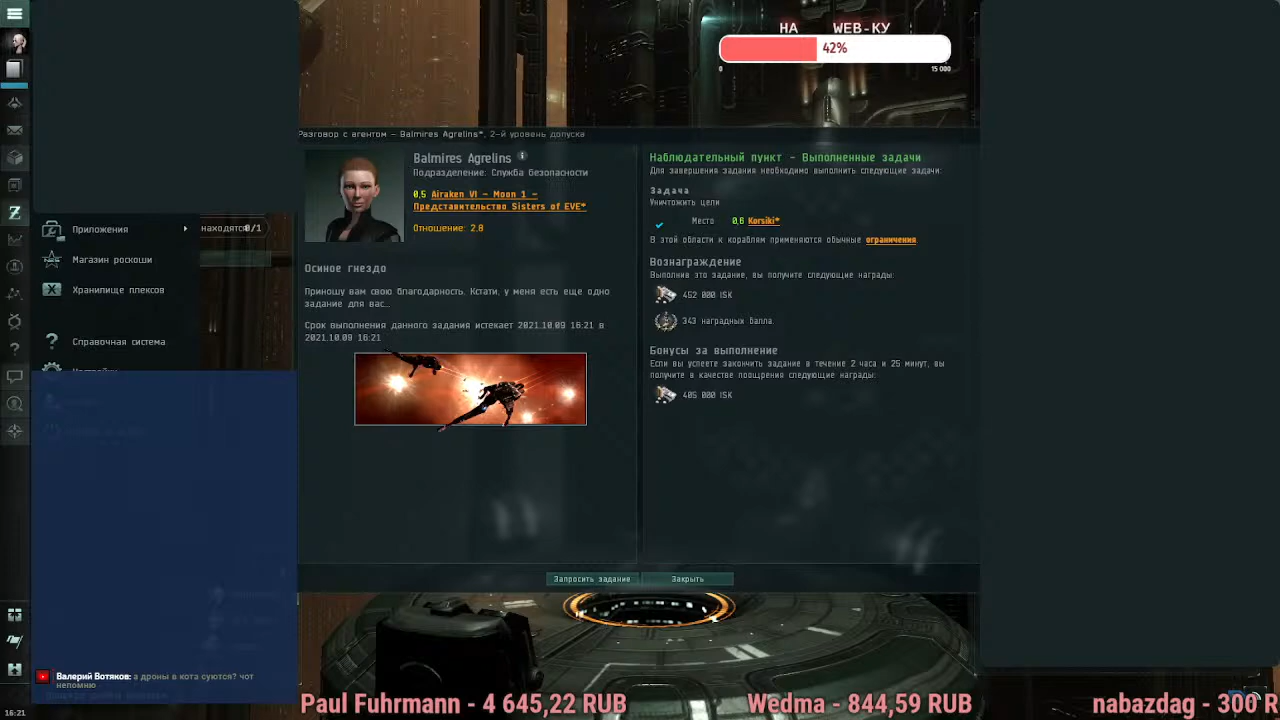 НА WEB-КУ
42%
0 15 000
Разговор с агентом – Balmires Agrelins*, 2-й уровень допуска
Balmires Agrelins
Подразделение: Служба безопасности
0,5 Airaken VI – Moon 1 –
Представительство Sisters of EVE*
Отношение: 2,8
Осиное гнездо
Приношу вам свою благодарность. Кстати, у меня есть еще одно
задание для вас...
Срок выполнения данного задания истекает 2021.10.09 16:21 в
2021.10.09 16:21
Наблюдательный пункт – Выполненные задачи
Для завершения задания необходимо выполнить следующие задачи:
Задача
Уничтожить цели
Место 0,6 Korsiki*
В этой области к кораблям применяются обычные ограничения.
Вознаграждение
Выполнив это задание, вы получите следующие награды:
452 000 ISK
343 наградных балла.
Бонусы за выполнение
Если вы успеете закончить задание в течение 2 часа и 25 минут, вы
получите в качестве поощрения следующие награды:
405 000 ISK
Запросить задание
Закрыть
находятся
0/1
Приложения
Магазин роскоши
Хранилище плексов
Справочная система
Настройки
Валерий Вотяков: а дроны в кота суются? чот
непомню
16:21
Paul Fuhrmann - 4 645,22 RUB Wedma - 844,59 RUB nabazdag - 300 R